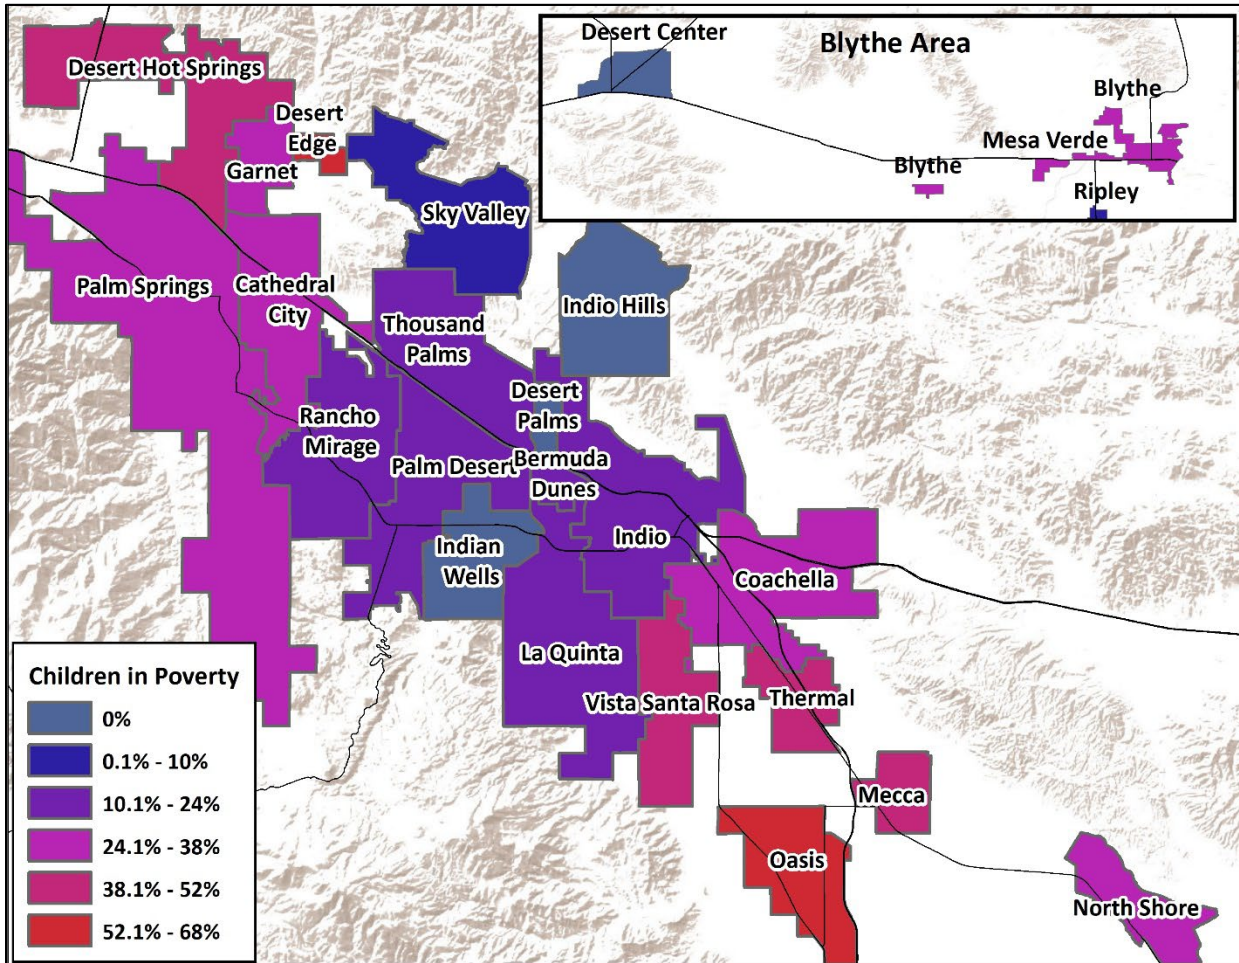 Desert Center
Blythe Area
Blythe
Mesa Verde
Blythe
Ripley
Desert Hot Springs
Desert
Edge
Garnet
Sky Valley
Palm Springs
Cathedral
City
Indio Hills
Thousand
Palms
Desert
Palms
Rancho
Mirage
Palm Desert
Bermuda
Dunes
Indio
Indian
Wells
Coachella
La Quinta
Vista Santa Rosa
Thermal
Mecca
Oasis
North Shore
Children in Poverty
0%
0.1% - 10%
10.1% - 24%
24.1% - 38%
38.1% - 52%
52.1% - 68%